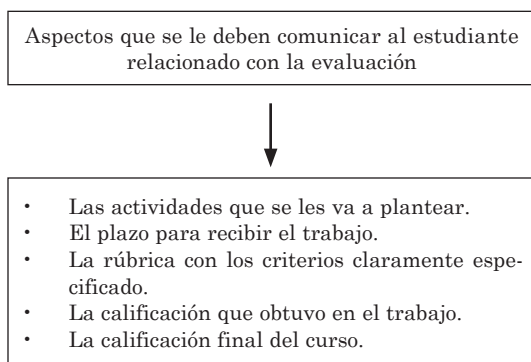 Aspectos que se le deben comunicar al estudiante
relacionado con la evaluación
• Las actividades que se les va a plantear.
• El plazo para recibir el trabajo.
• La rúbrica con los criterios claramente espe-
cificado.
• La calificación que obtuvo en el trabajo.
• La calificación final del curso.